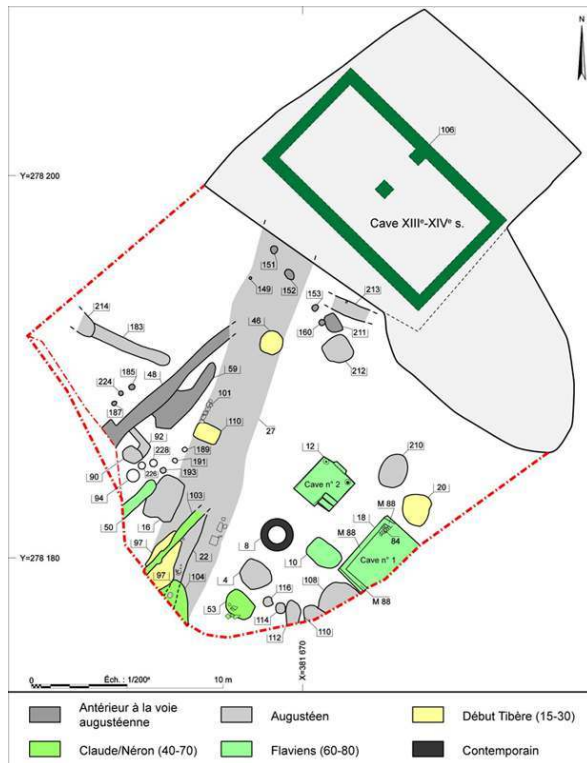 N
106
Y=278 200
Cave XIIIe-XIVe s.
151
152
149
153
213
214
183
46
160
211
212
185
48
59
224
101
187
27
110
92
189
12
210
228
90
191
226
193
Cave n° 2
94
103
18
20
M 88
50
16
84
97
22
8
Cave n° 1
Y=278 180
10
97
104
4
116
108
M 88
53
114
112
110
X=381 670
0
Éch. : 1/200e
10 m
Antérieur à la voie
augustéenne
Augustéen
Début Tibère (15-30)
Claude/Néron (40-70)
Flaviens (60-80)
Contemporain